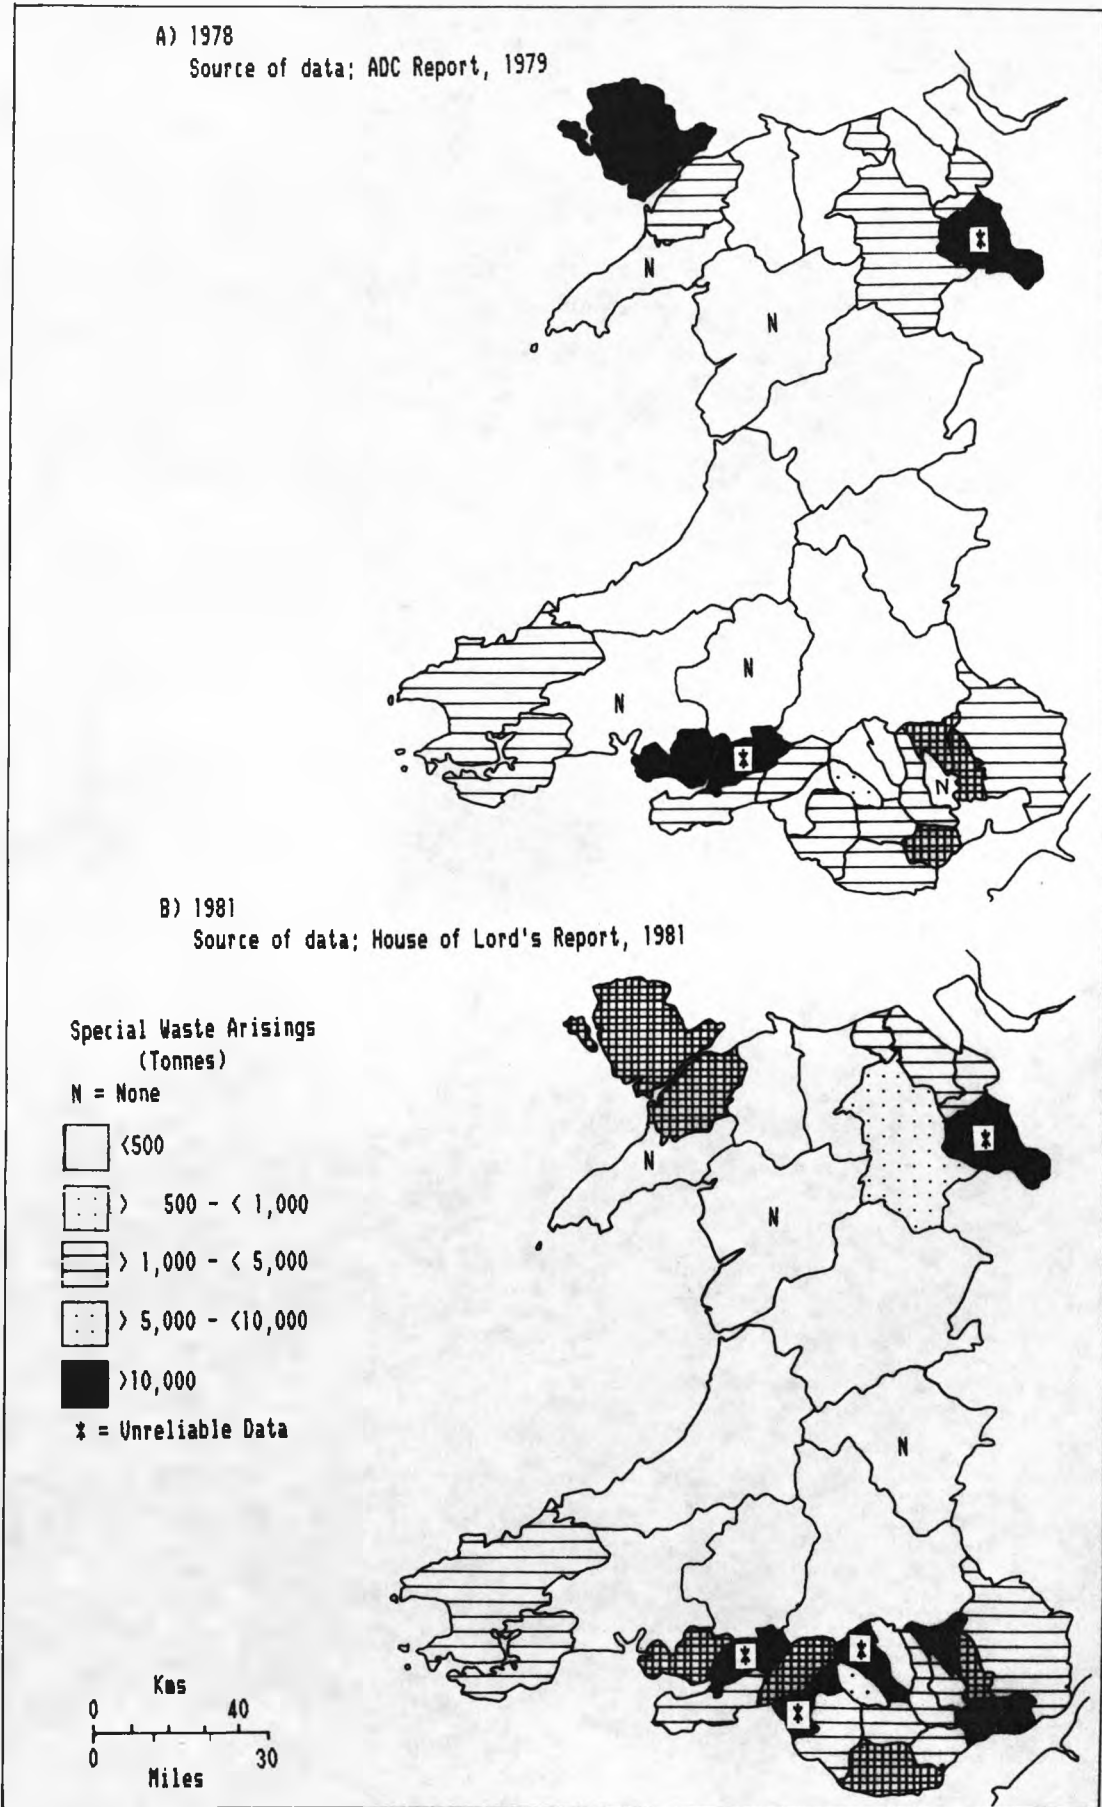 A) 1978
Source of data; ADC Report, 1979
*
N
N
N
N
*
N
B) 1981
Source of data; House of Lord's Report, 1981
Special Waste Arisings
(Tonnes)
N = None
<500
> 500 - < 1,000
> 1,000 - < 5,000
> 5,000 - <10,000
>10,000
* = Unreliable Data
*
N
N
N
*
*
*
Kms
0 40
0 30
Miles